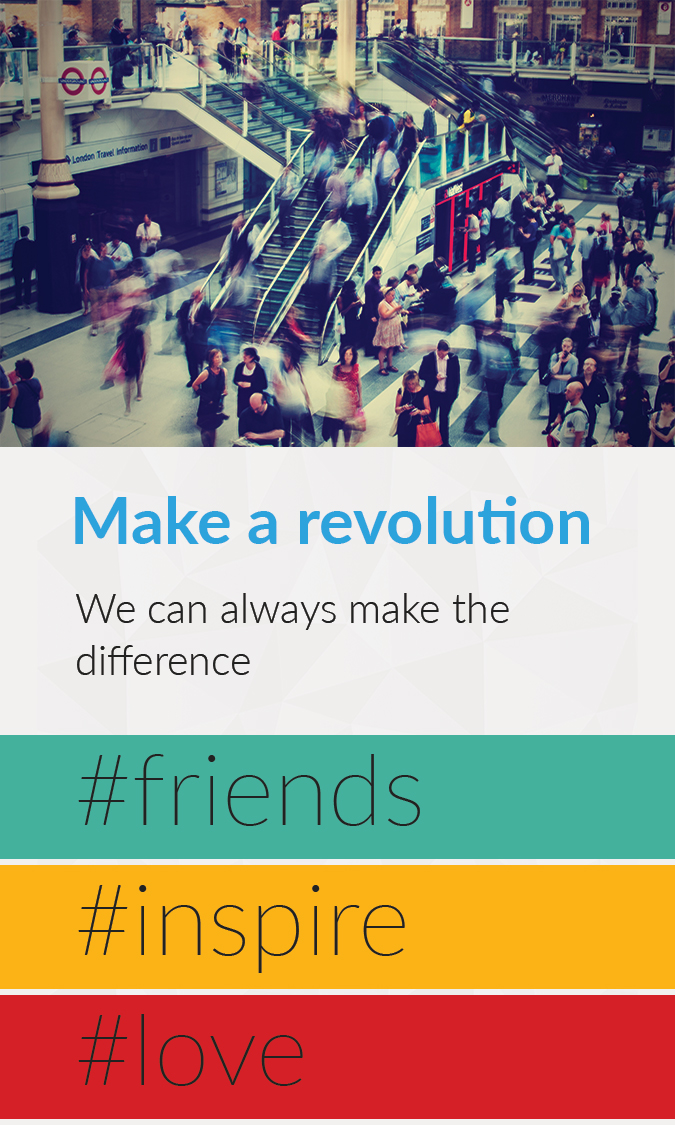 London Travel Information
Make a revolution
We can always make the
difference
#friends
#inspire
#love